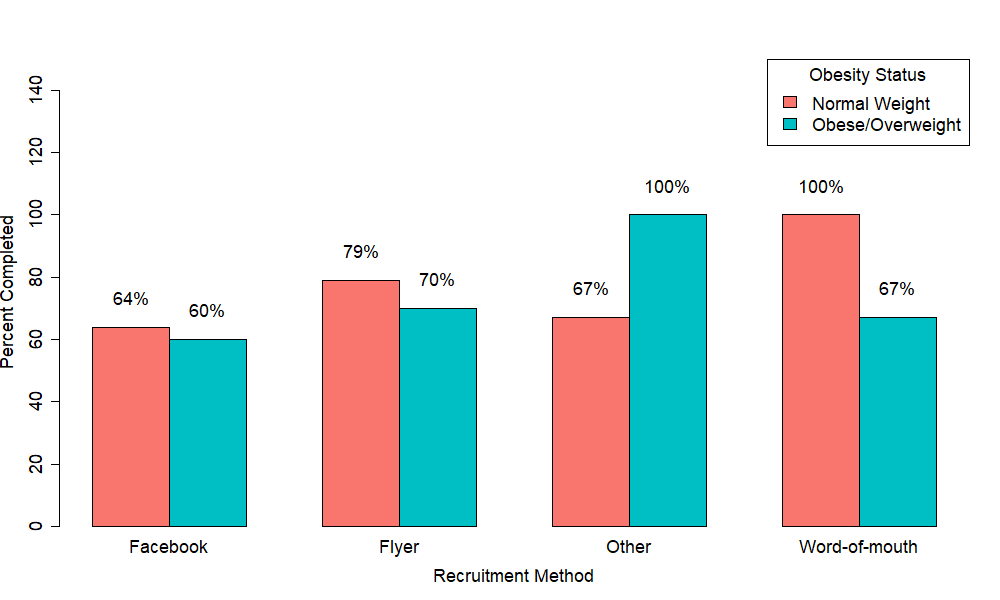 Obesity Status
Normal Weight
Obese/Overweight
Percent Completed
140
120
100
80
60
40
20
0
64%
60%
79%
70%
67%
100%
100%
67%
Facebook
Flyer
Other
Word-of-mouth
Recruitment Method